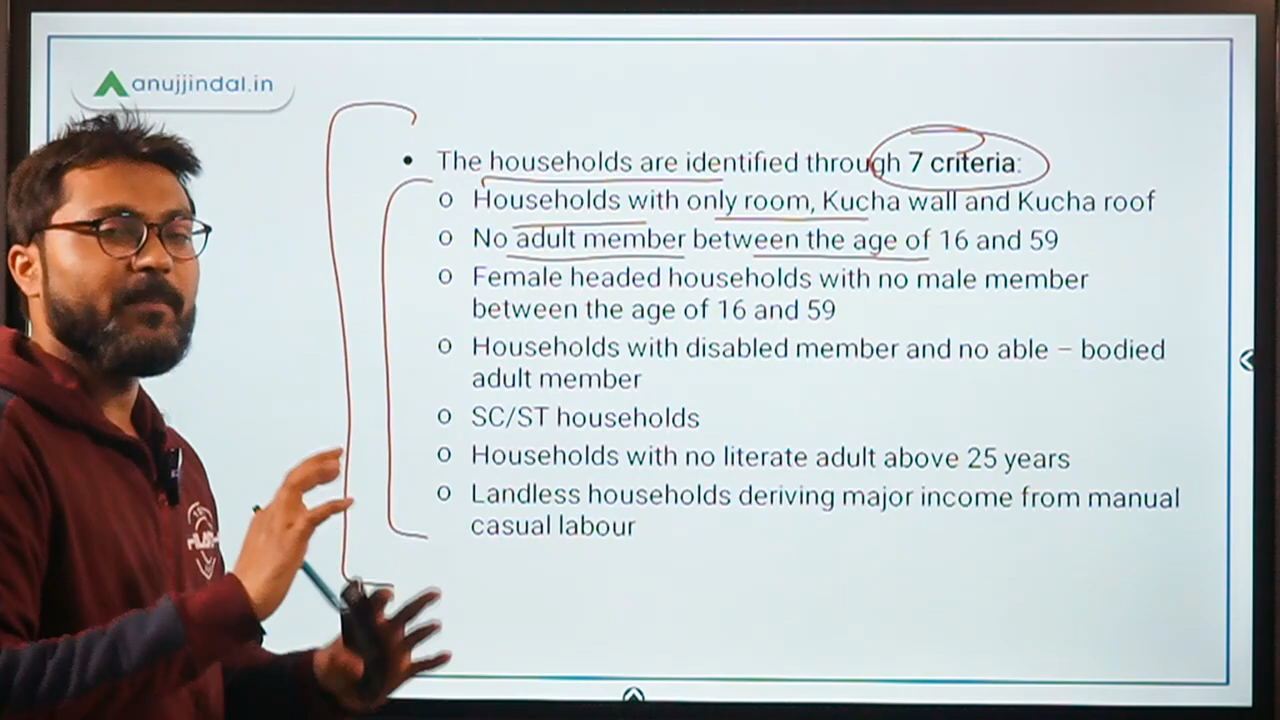 anujjindal.in
• The households are identified through 7 criteria:
o Households with only room, Kucha wall and Kucha roof
o No adult member between the age of 16 and 59
o Female headed households with no male member
between the age of 16 and 59
o Households with disabled member and no able – bodied
adult member
o SC/ST households
o Households with no literate adult above 25 years
o Landless households deriving major income from manual
casual labour